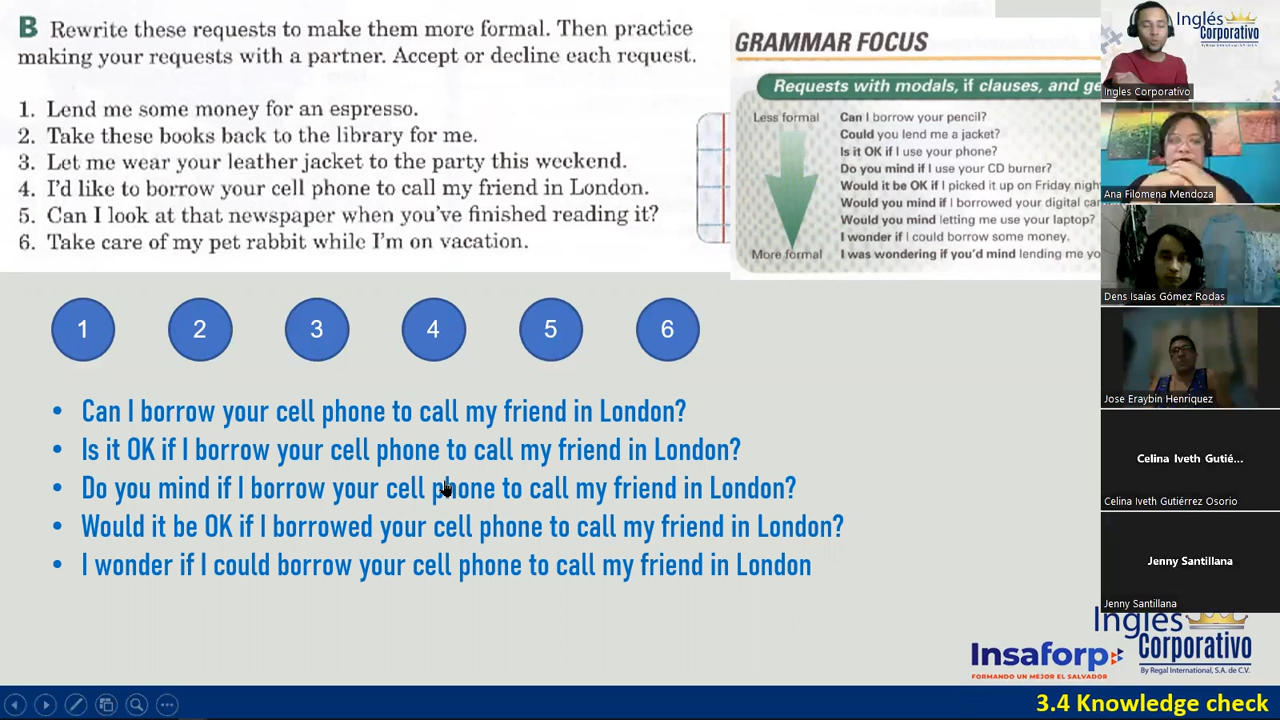 B Rewrite these requests to make them more formal. Then practice
making your requests with a partner. Accept or decline each request.
1. Lend me some money for an espresso.
2. Take these books back to the library for me.
3. Let me wear your leather jacket to the party this weekend.
4. I'd like to borrow your cell phone to call my friend in London.
5. Can I look at that newspaper when you've finished reading it?
6. Take care of my pet rabbit while I'm on vacation.
GRAMMAR FOCUS
Requests with modals, if clauses, and ge
Less formal
Can I borrow your pencil?
Could you lend me a jacket?
Is it OK if I use your phone?
Do you mind if I use your CD burner?
Would it be OK if I picked it up on Friday nigh
Would you mind if I borrowed your digital ca
Would you mind letting me use your laptop?
I wonder if I could borrow some money.
More formal
I was wondering if you'd mind lending me yo
1 2 3 4 5 6
• Can I borrow your cell phone to call my friend in London?
• Is it OK if I borrow your cell phone to call my friend in London?
• Do you mind if I borrow your cell phone to call my friend in London?
• Would it be OK if I borrowed your cell phone to call my friend in London?
• I wonder if I could borrow your cell phone to call my friend in London
Inglés
Corporativo
By Regal International, S.A. de C.V.
Ingles Corporativo
Ana Filomena Mendoza
Dens Isaías Gómez Rodas
Jose Eraybin Henriquez
Celina Iveth Gutié...
Celina Iveth Gutiérrez Osorio
Jenny Santillana
Jenny Santillana
Insaforp
FORMANDO UN MEJOR EL SALVADOR
Inglés
Corporativo
By Regal International, S.A. de C.V.
3.4 Knowledge check